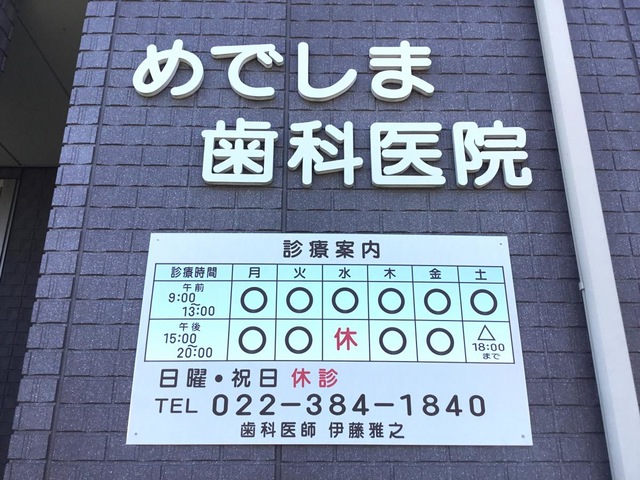 めでしま
歯科医院
診療案内
診療時間 月 火 水 木 金 土
午前
9:00～13:00 ○ ○ ○ ○ ○ ○
午後
15:00～20:00 ○ ○ 休 ○ ○ △18:00まで
日曜・祝日 休診
TEL 022-384-1840
歯科医師 伊藤雅之